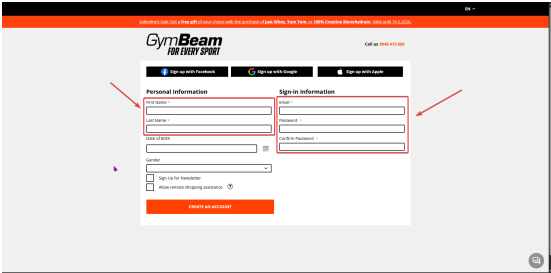 EN
Valentine's Sale: Get a free gift of your choice with the purchase of Just Whey, Yum Yum, or 100% Creatine Monohydrate. Valid until 14.2.2026.
GymBeam
FOR EVERY SPORT
Call us 0948 412 658
Sign up with Facebook
Sign up with Google
Sign up with Apple
Personal Information
Sign-in Information
First Name *
Email *
Last Name *
Password *
Date of Birth
Confirm Password *
Gender
Sign Up for Newsletter
Allow remote shopping assistance ?
CREATE AN ACCOUNT